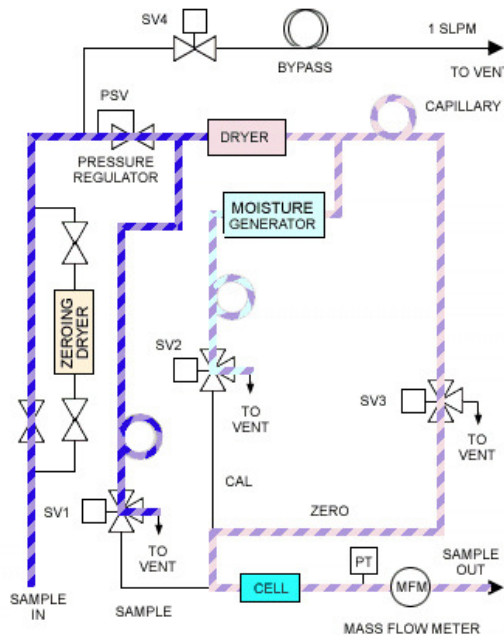 SV4
1 SLPM
BYPASS
TO VENT
PSV
CAPILLARY
PRESSURE
REGULATOR
DRYER
MOISTURE
GENERATOR
ZEROING
DRYER
SV2
TO
VENT
SV3
TO
VENT
CAL
SV1
TO
VENT
ZERO
SAMPLE
IN
SAMPLE
CELL
PT
MFM
SAMPLE
OUT
MASS FLOW METER